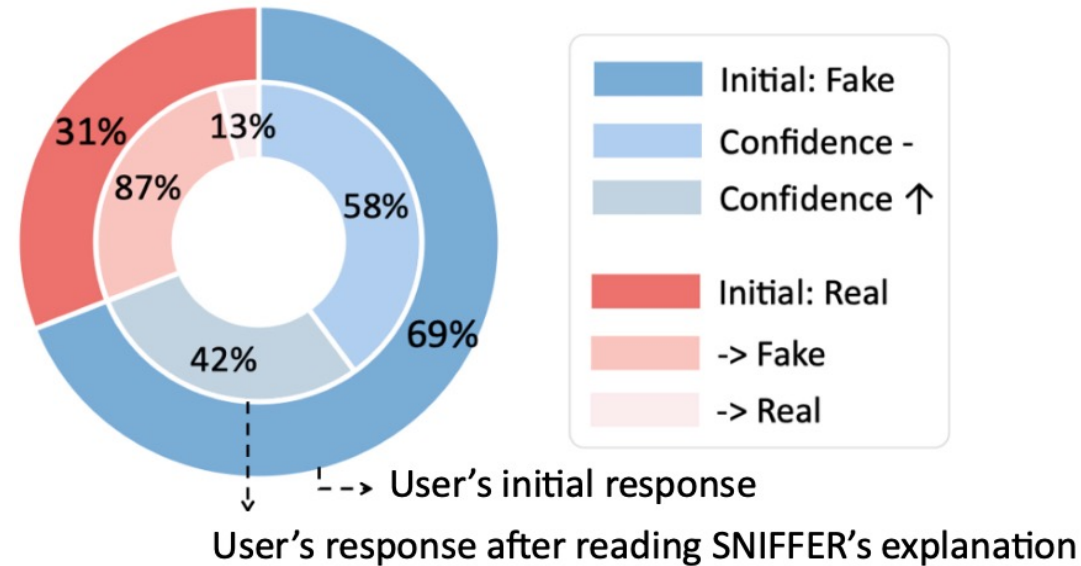 31%
13%
87%
58%
69%
42%
Initial: Fake
Confidence -
Confidence ↑
Initial: Real
-> Fake
-> Real
User’s initial response
User’s response after reading SNIFFER’s explanation